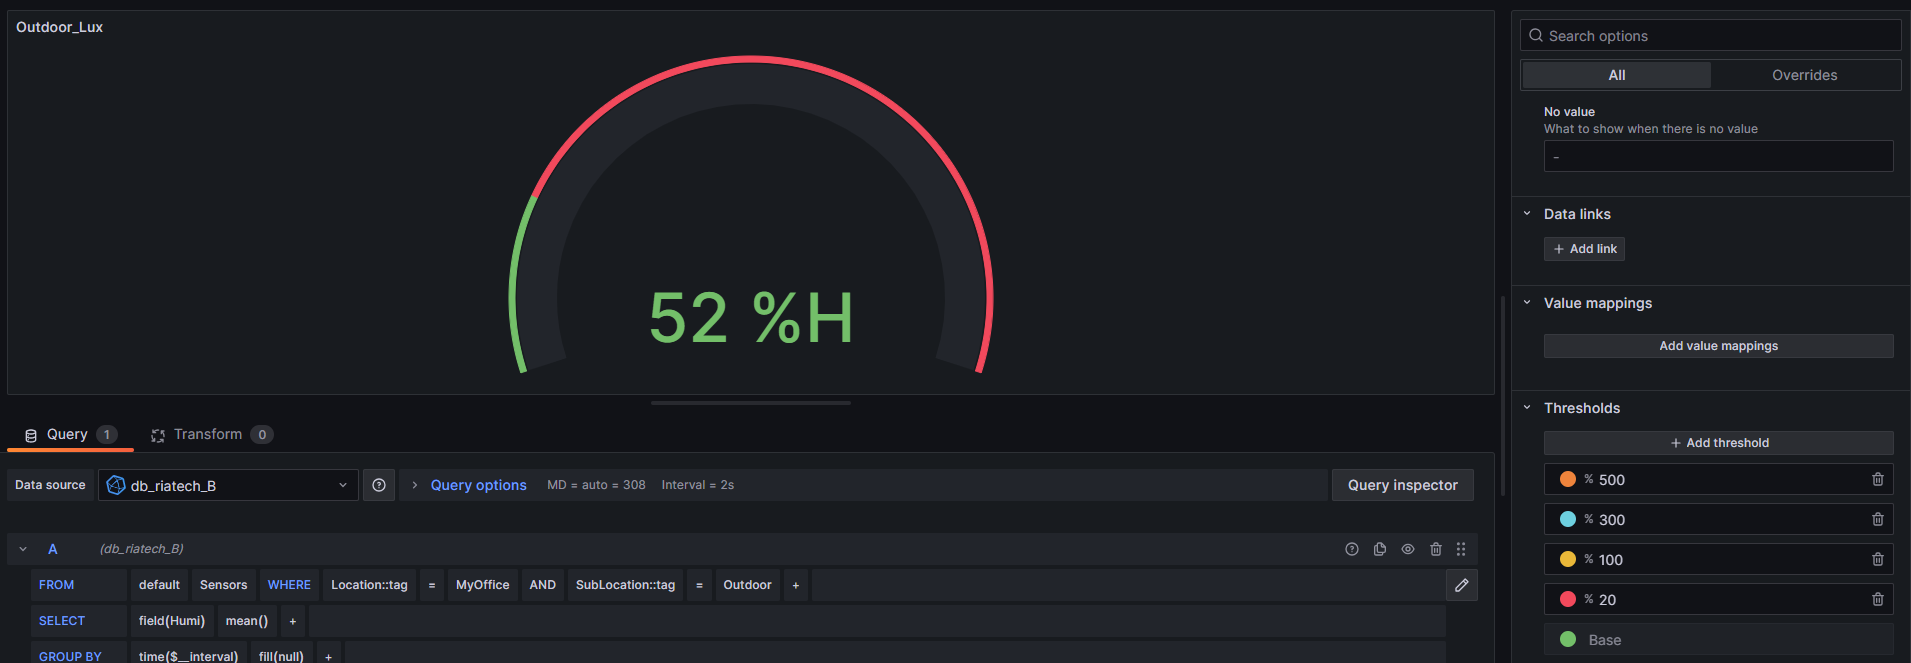 Outdoor_Lux
52 %H
Query 1 Transform 0
Data source db_riatech_B Query options MD = auto = 308 Interval = 2s Query inspector
A (db_riatech_B)
FROM default Sensors WHERE Location::tag = MyOffice AND SubLocation::tag = Outdoor +
SELECT field(Humi) mean() +
GROUP BY time($__interval) fill(null) +
Search options
All Overrides
No value
What to show when there is no value
-
Data links
+ Add link
Value mappings
Add value mappings
Thresholds
+ Add threshold
% 500
% 300
% 100
% 20
Base